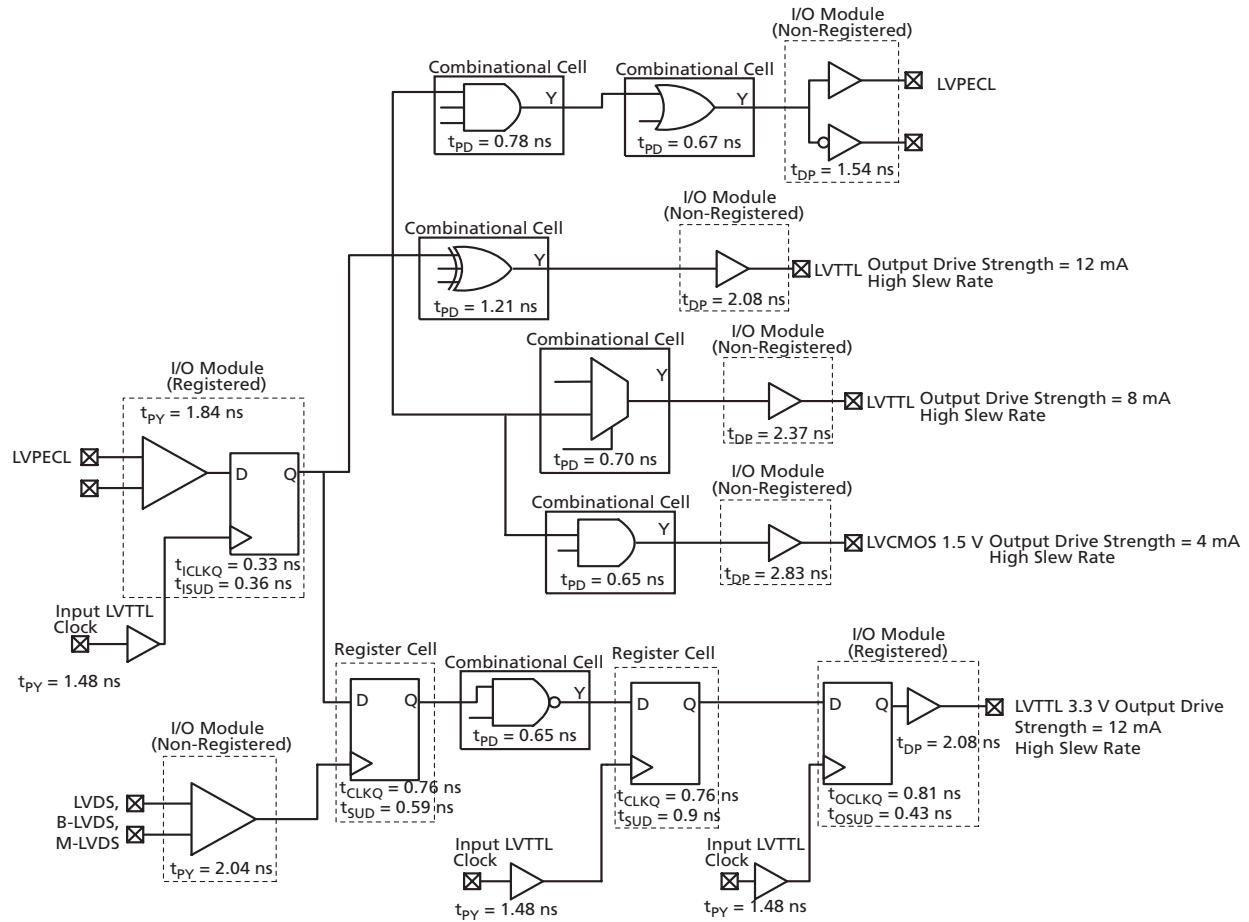 I/O Module
(Non-Registered)
Combinational Cell
Y
tPD = 0.78 ns
Combinational Cell
Y
tPD = 0.67 ns
LVPECL
tDP = 1.54 ns
I/O Module
(Non-Registered)
Combinational Cell
Y
tPD = 1.21 ns
tDP = 2.08 ns
LVTTL Output Drive Strength = 12 mA
High Slew Rate
Combinational Cell
Y
tPD = 0.70 ns
I/O Module
(Non-Registered)
tDP = 2.37 ns
LVTTL Output Drive Strength = 8 mA
High Slew Rate
I/O Module
(Registered)
tPY = 1.84 ns
LVPECL
D
Q
tICLKQ = 0.33 ns
tISUD = 0.36 ns
Input LVTTL
Clock
tPY = 1.48 ns
Combinational Cell
Y
tPD = 0.65 ns
I/O Module
(Non-Registered)
tDP = 2.83 ns
LVCMOS 1.5 V Output Drive Strength = 4 mA
High Slew Rate
I/O Module
(Non-Registered)
LVDS,
B-LVDS,
M-LVDS
tPY = 2.04 ns
Register Cell
D
Q
tCLKQ = 0.76 ns
tSUD = 0.59 ns
Combinational Cell
Y
tPD = 0.65 ns
Register Cell
D
Q
tCLKQ = 0.76 ns
tSUD = 0.9 ns
Input LVTTL
Clock
tPY = 1.48 ns
I/O Module
(Registered)
D
Q
tDP = 2.08 ns
tOCLKQ = 0.81 ns
tOSUD = 0.43 ns
LVTTL 3.3 V Output Drive
Strength = 12 mA
High Slew Rate
Input LVTTL
Clock
tPY = 1.48 ns